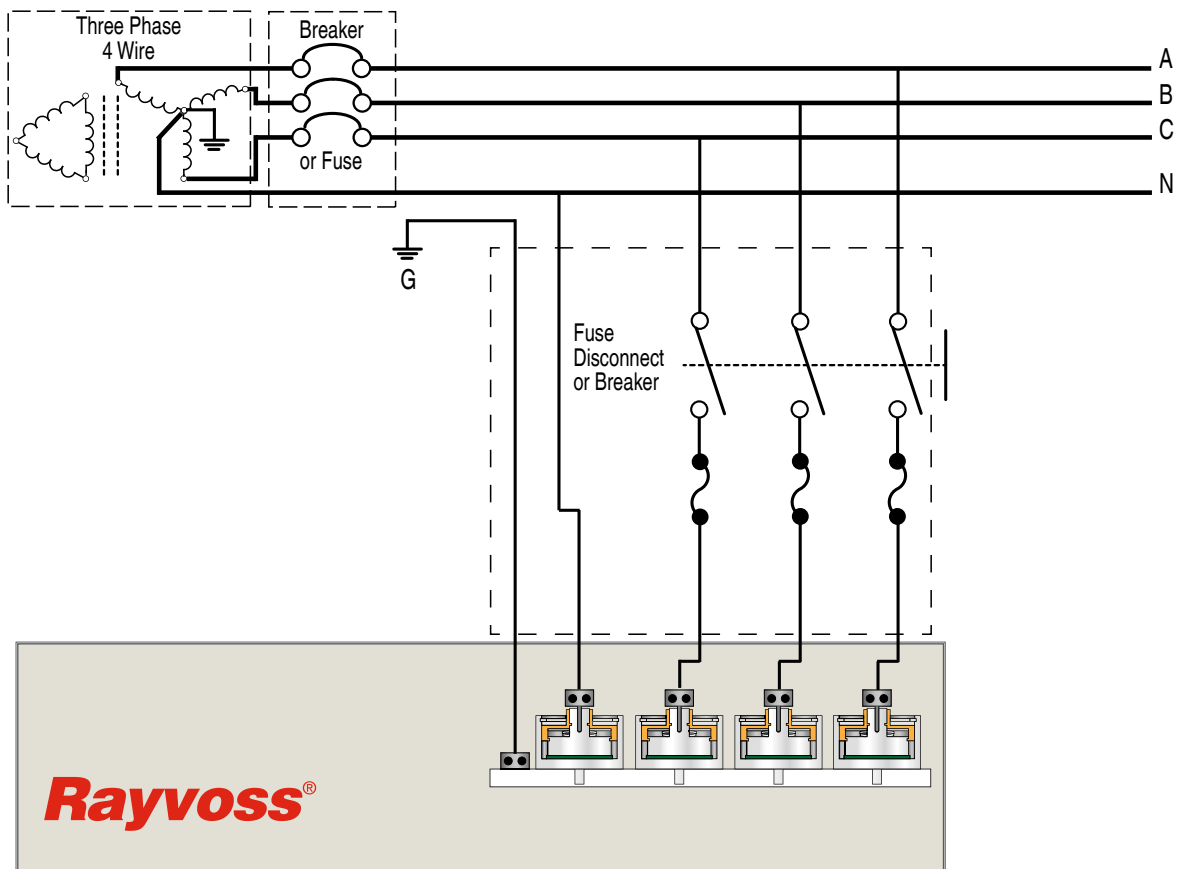 Three Phase
4 Wire
Breaker
or Fuse
A
B
C
N
G
Fuse
Disconnect
or Breaker
Rayvoss®